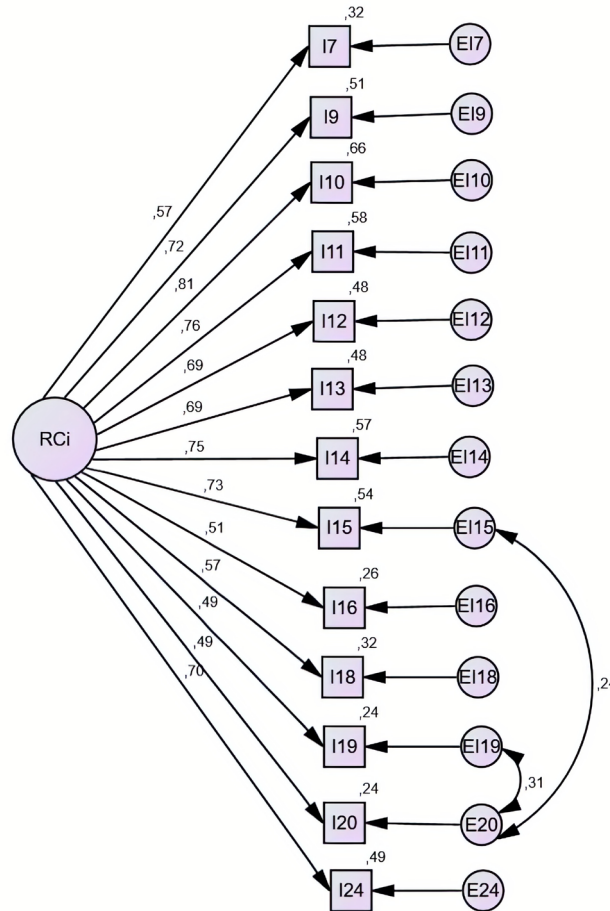 ,32
I7
EI7
,51
I9
EI9
,66
I10
EI10
,57
,58
I11
EI11
,72
,81
,48
I12
EI12
,76
,69
,48
I13
EI13
,69
RCi
,75
,57
I14
EI14
,73
,54
I15
EI15
,51
,26
I16
EI16
,57
,49
,32
I18
EI18
,49
,70
,24
I19
EI19
,31
,24
I20
E20
,49
I24
E24